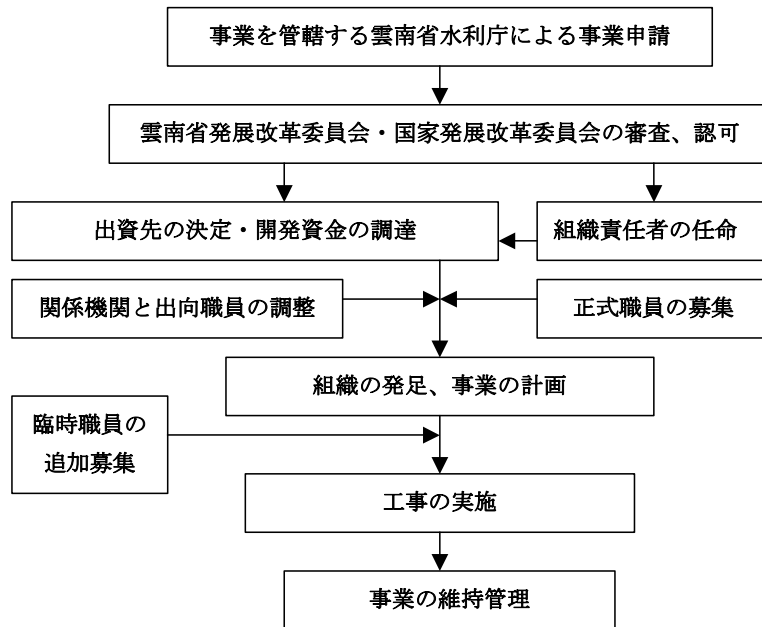 事業を管轄する雲南省水利庁による事業申請
雲南省発展改革委員会・国家発展改革委員会の審査、認可
出資先の決定・開発資金の調達
組織責任者の任命
関係機関と出向職員の調整
正式職員の募集
組織の発足、事業の計画
臨時職員の
追加募集
工事の実施
事業の維持管理